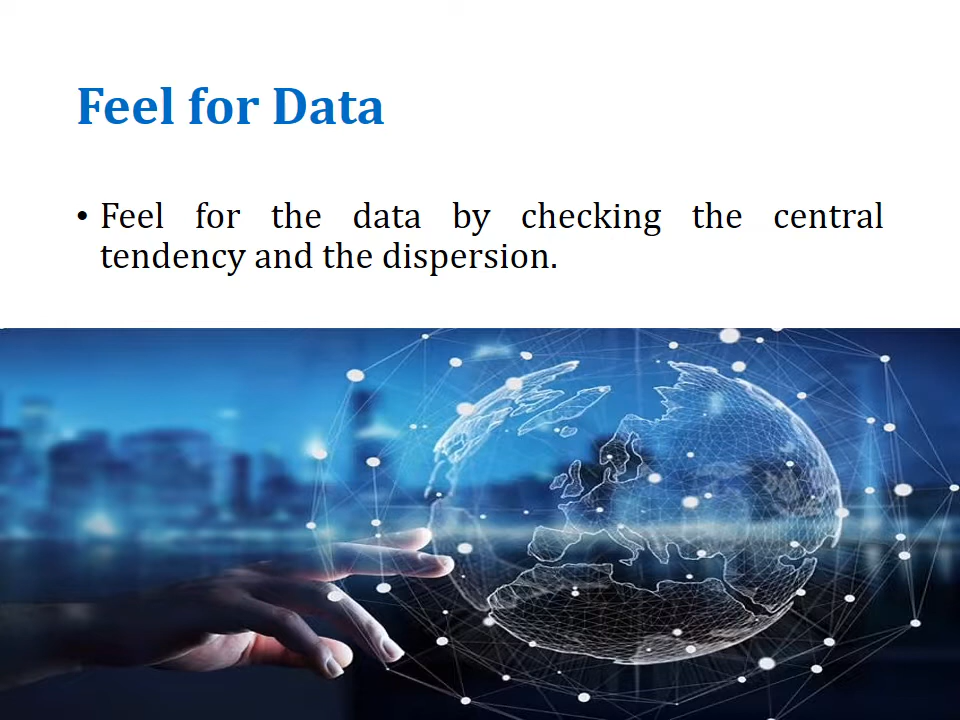 Feel for Data
• Feel for the data by checking the central
tendency and the dispersion.